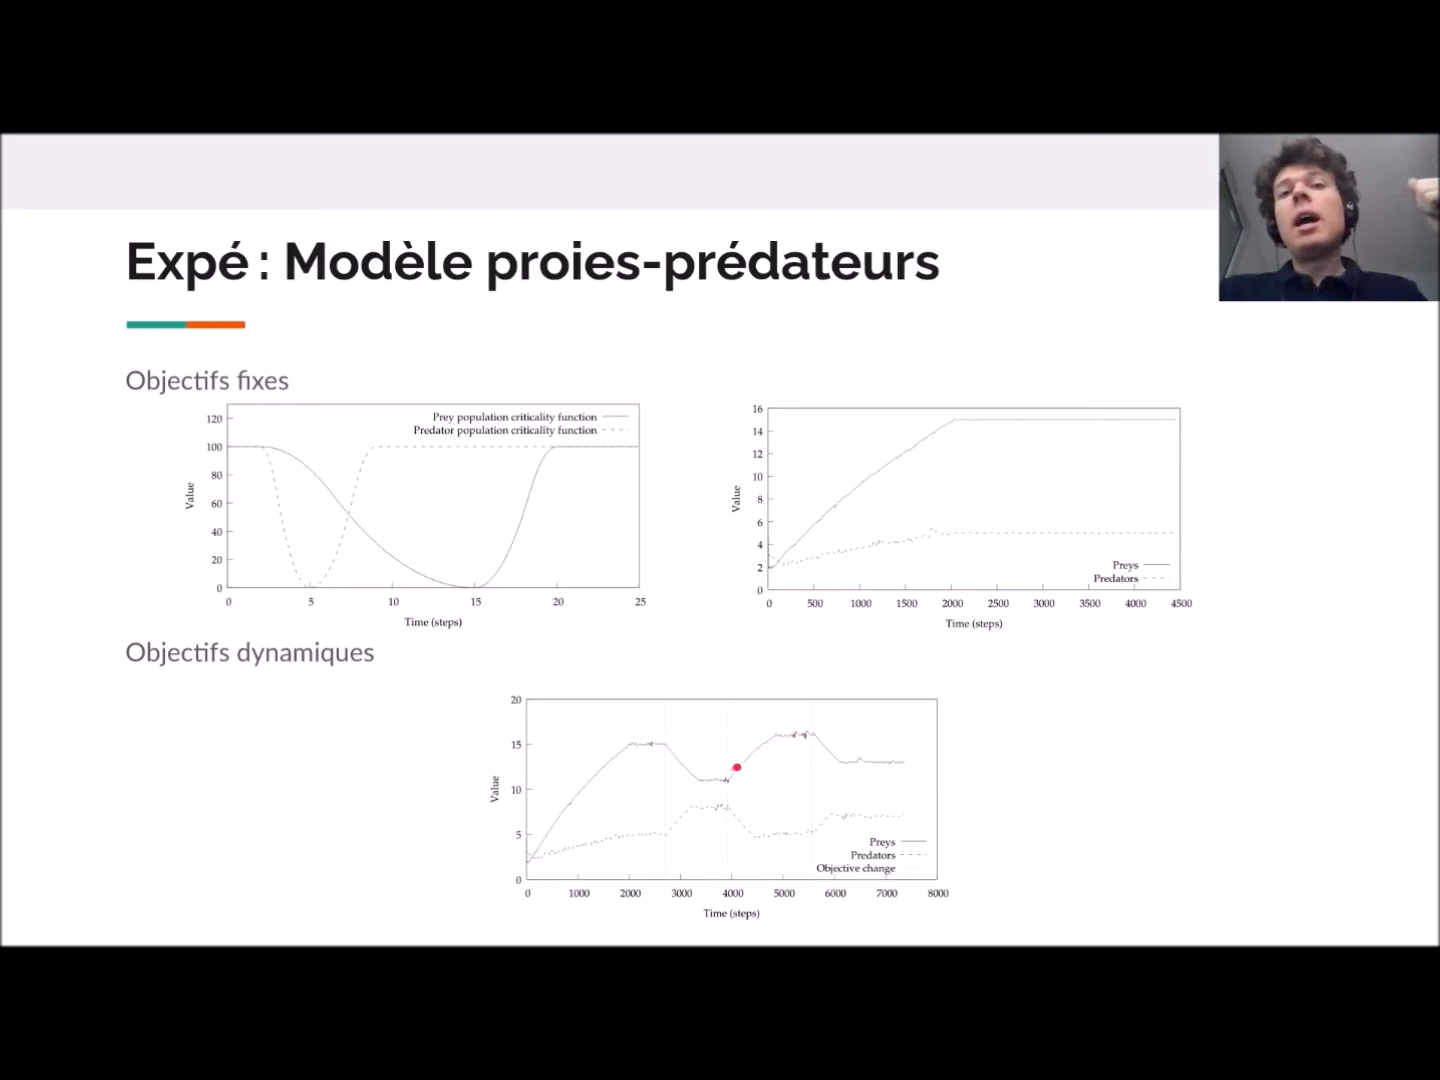 Expé : Modèle proies-prédateurs
Objectifs fixes
Prey population criticality function
Predator population criticality function
Value
120
100
80
60
40
20
0
0 5 10 15 20 25
Time (steps)
Value
16
14
12
10
8
6
4
2
0
Preys
Predators
0 500 1000 1500 2000 2500 3000 3500 4000 4500
Time (steps)
Objectifs dynamiques
Value
20
15
10
5
0
Preys
Predators
Objective change
0 1000 2000 3000 4000 5000 6000 7000 8000
Time (steps)